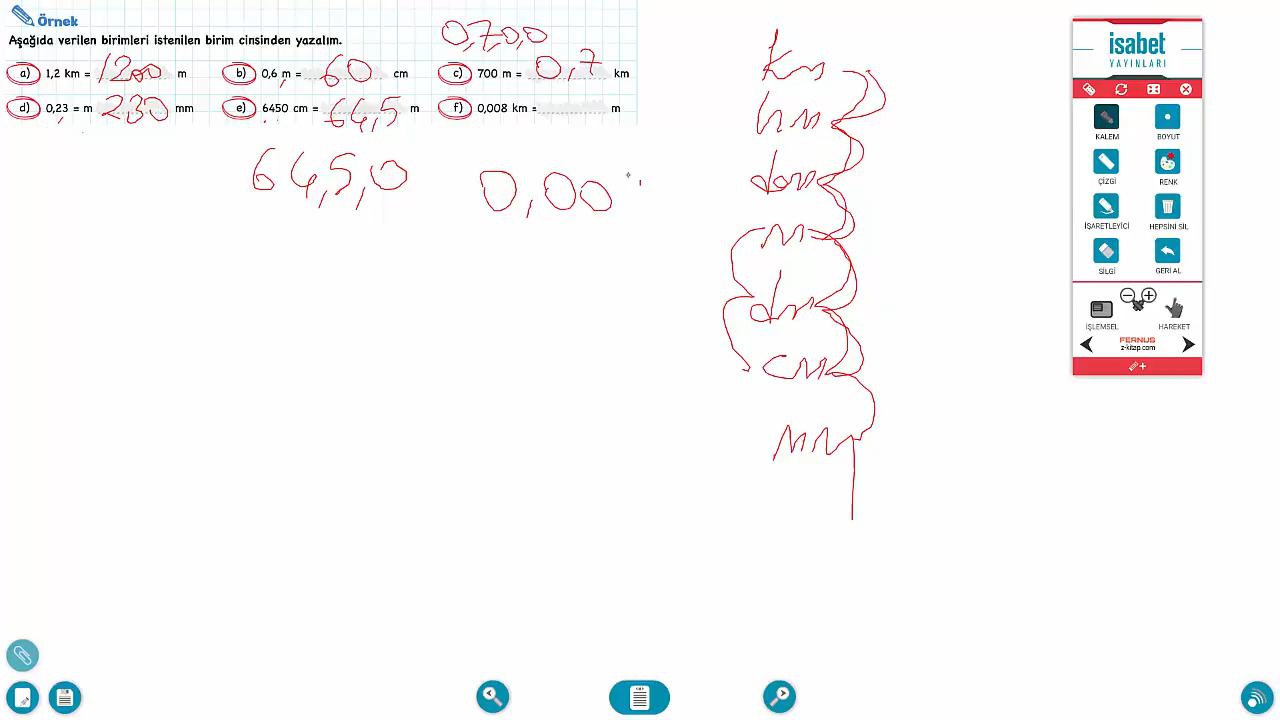 Örnek
Aşağıda verilen birimleri istenilen birim cinsinden yazalım.
0,7,0,0
a) 1,2 km = 1200 m b) 0,6 m = 60 cm c) 700 m = 0,7 km
d) 0,23 = m 230 mm e) 6450 cm = 64,5 m f) 0,008 km = m
64,5,0 0,00
km
hm
dam
m
dm
cm
mm
isabet
YAYINLARI
KALEM BOYUT
ÇİZGİ RENK
İŞARETLEYİCİ HEPSİNİ SİL
SİLGİ GERİ AL
İŞLEMSEL HAREKET
FERNUS
z-kitap.com